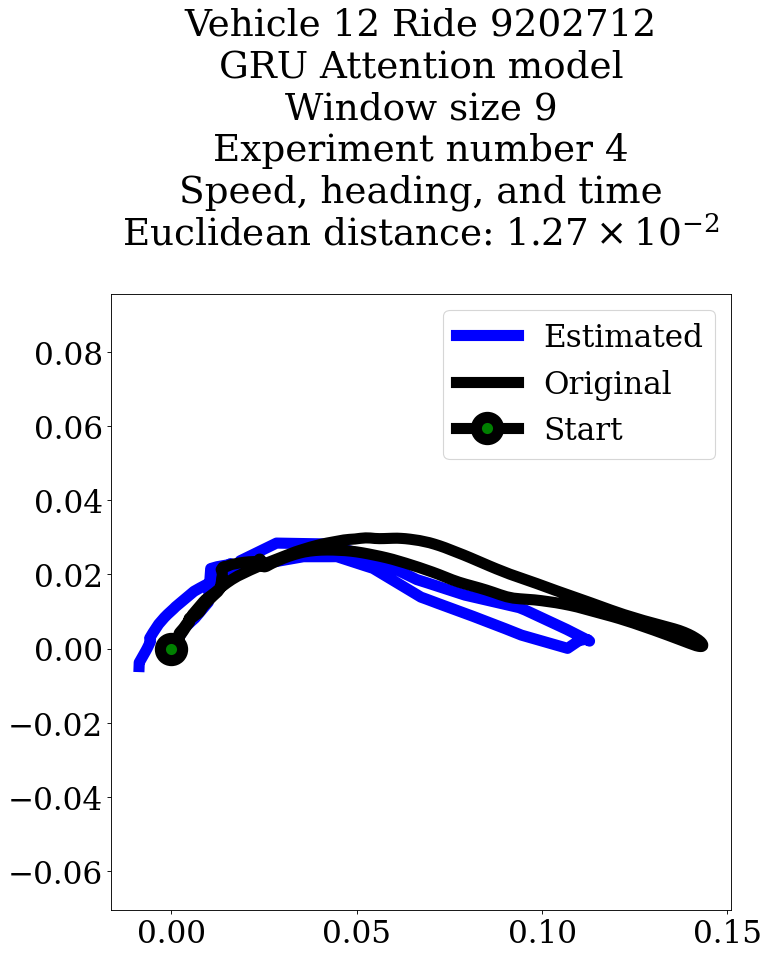 Vehicle 12 Ride 9202712
GRU Attention model
Window size 9
Experiment number 4
Speed, heading, and time
Euclidean distance: 1.27 × 10⁻²
Estimated
Original
Start
0.08
0.06
0.04
0.02
0.00
−0.02
−0.04
−0.06
0.00 0.05 0.10 0.15